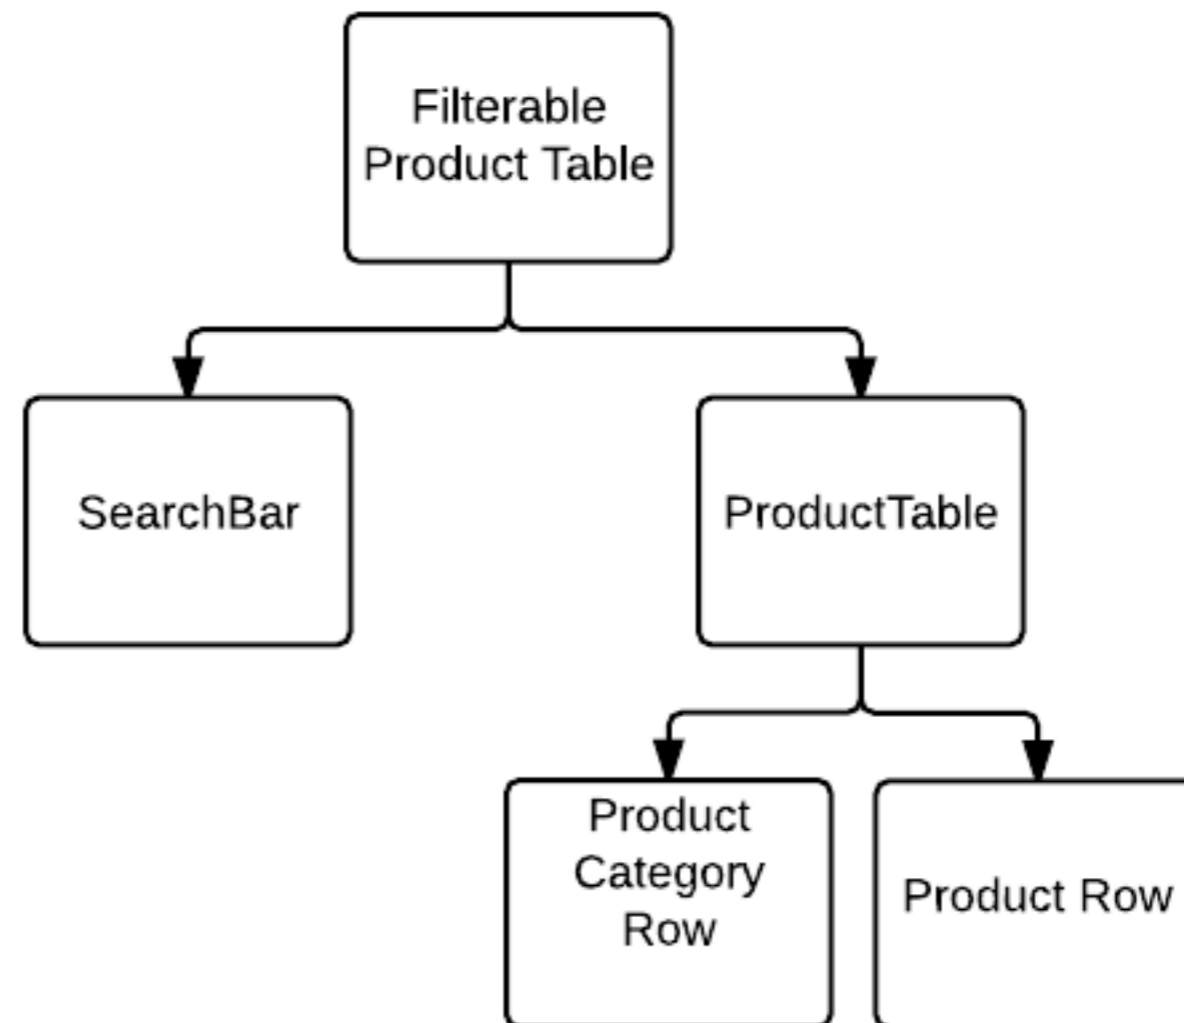 Filterable
Product Table
SearchBar
ProductTable
Product
Category
Row
Product Row